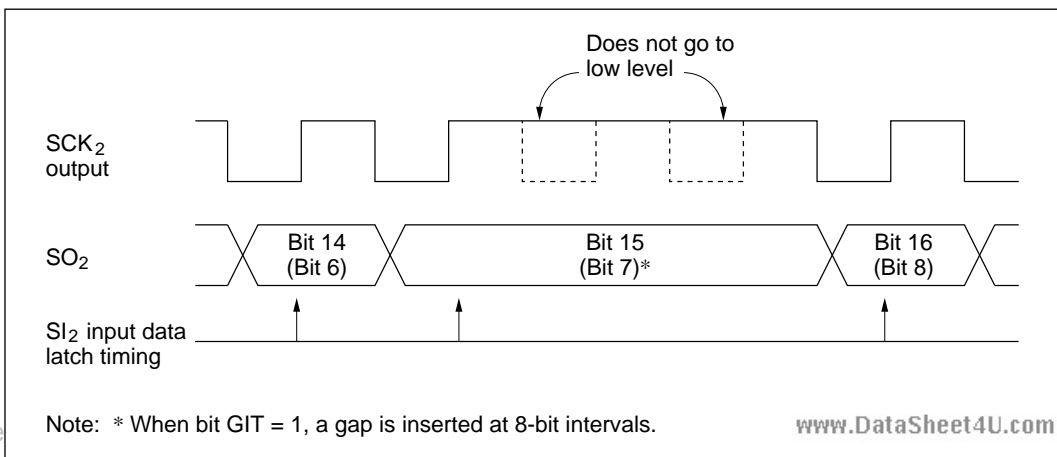 Does not go to
low level
SCK2
output
SO2
Bit 14
(Bit 6)
Bit 15
(Bit 7)*
Bit 16
(Bit 8)
SI2 input data
latch timing
Note: * When bit GIT = 1, a gap is inserted at 8-bit intervals.
www.DataSheet4U.com